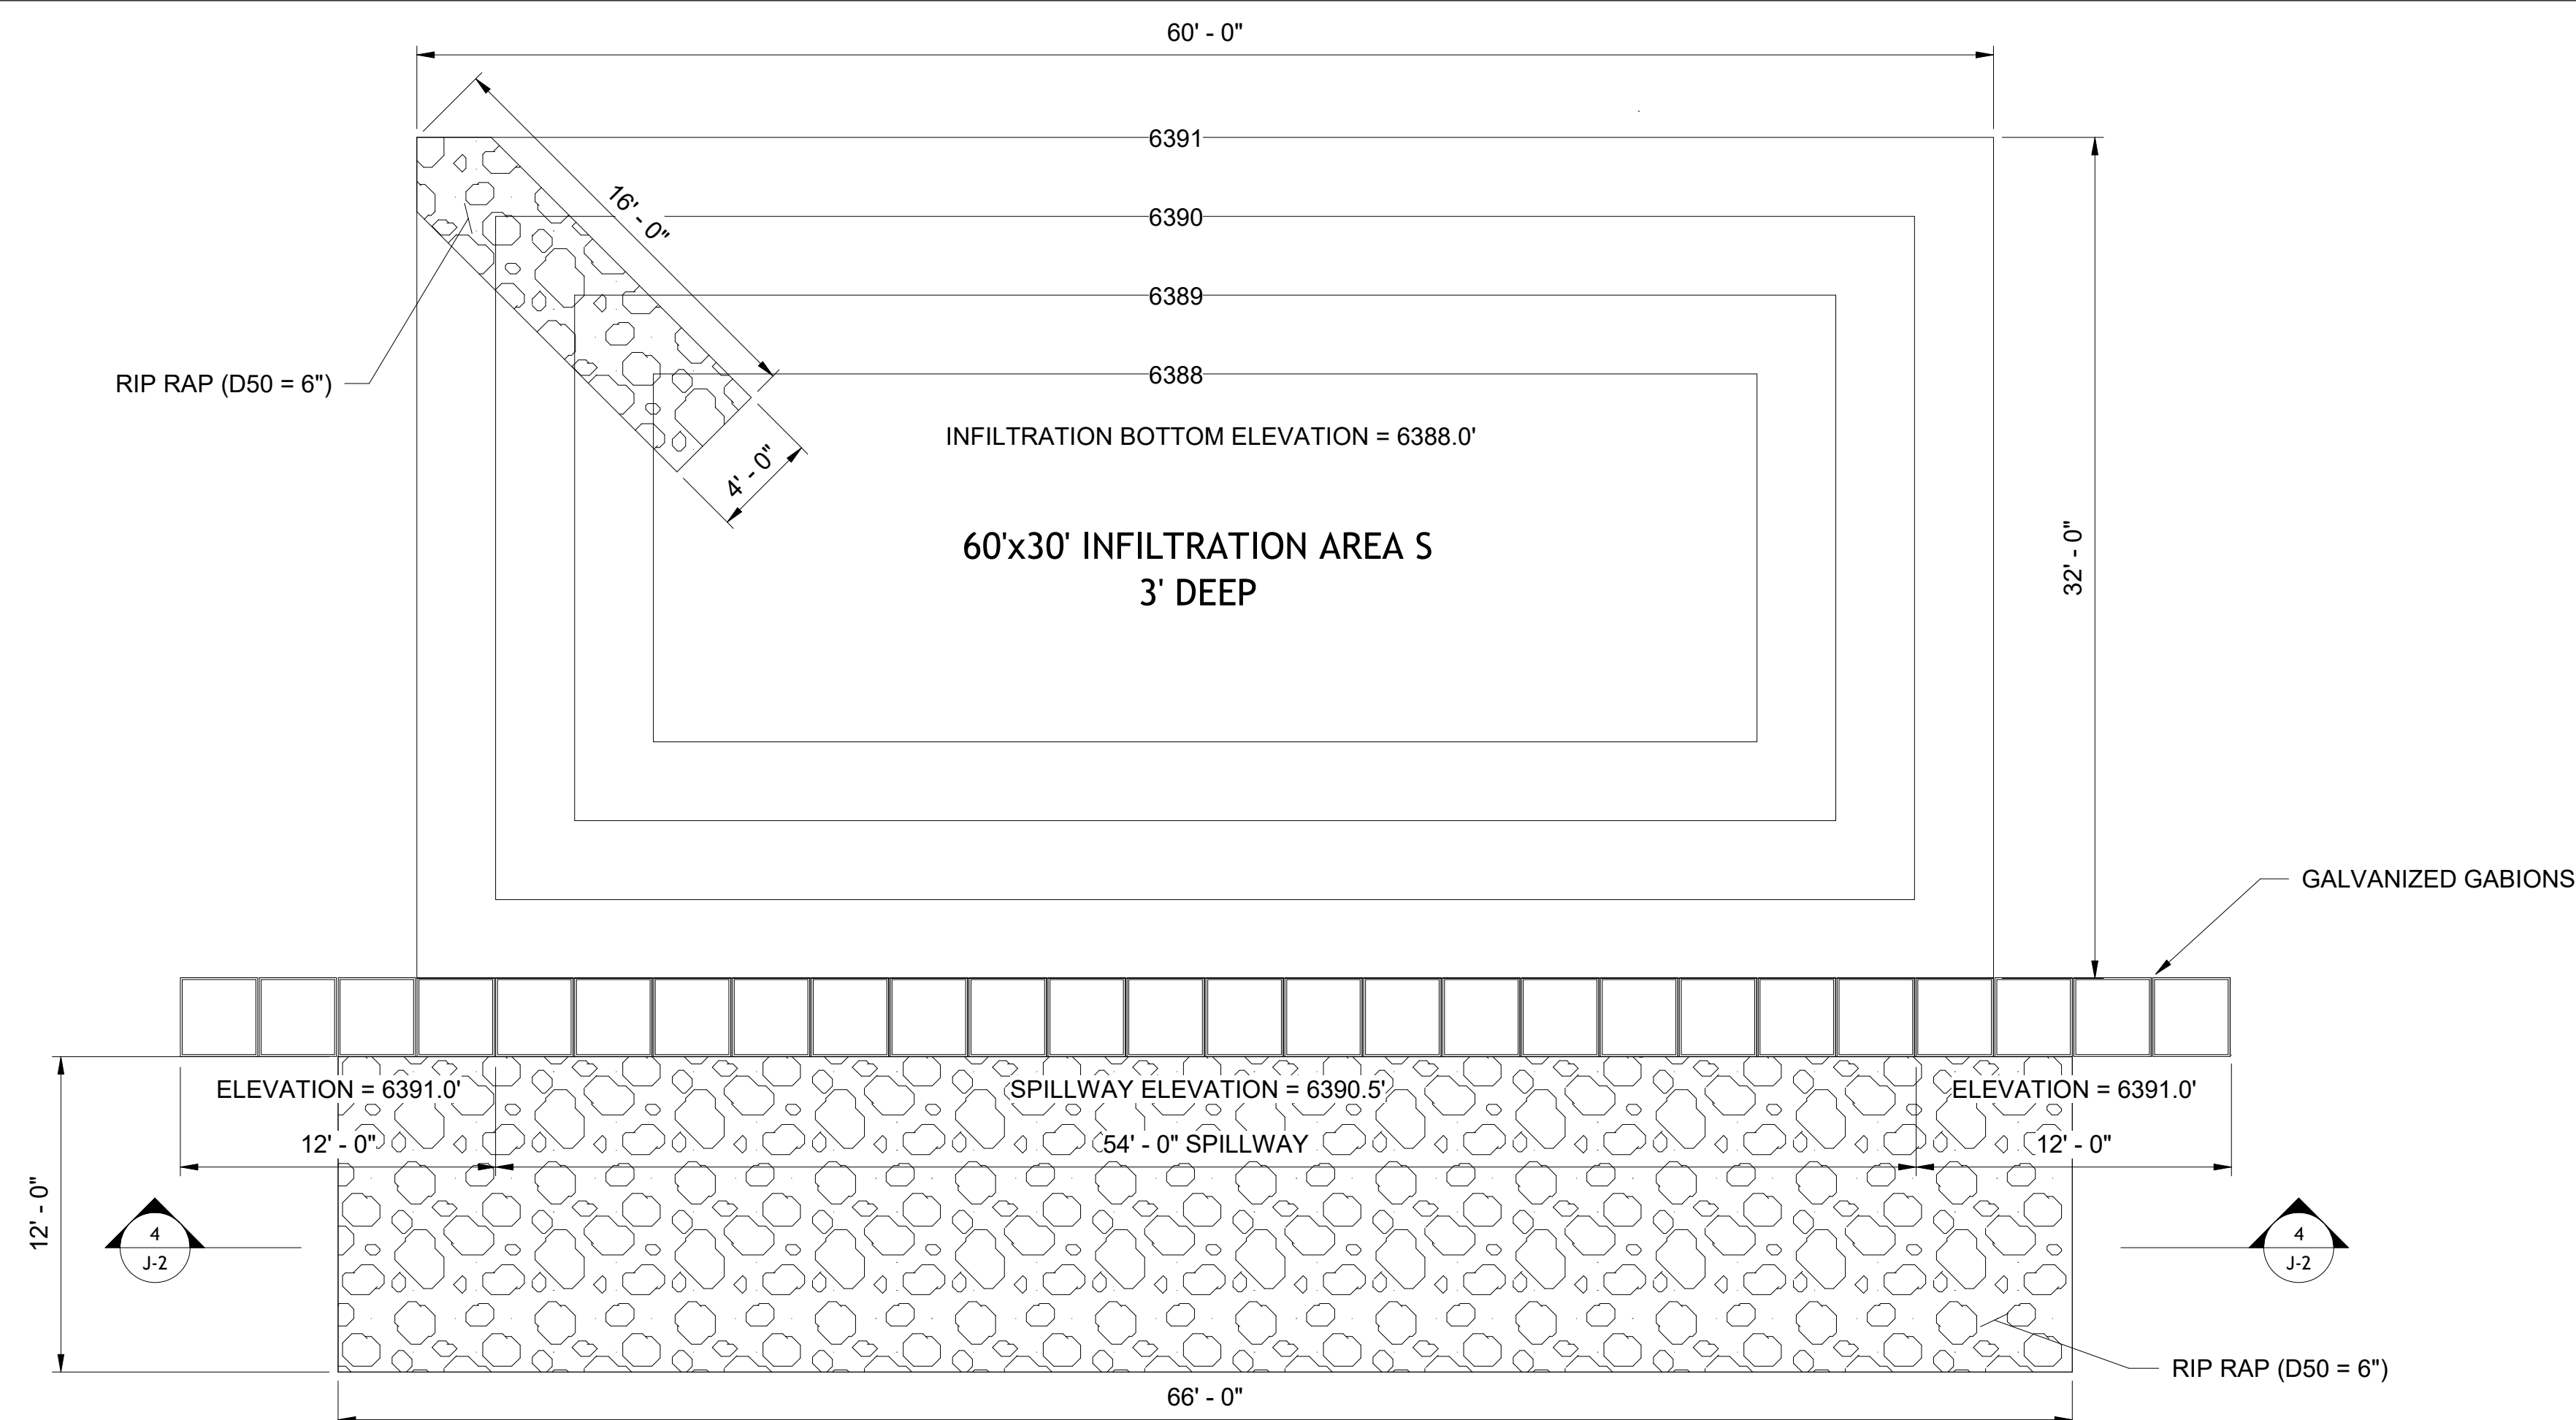 60' - 0"
6391
16' - 0"
6390
6389
RIP RAP (D50 = 6")
6388
INFILTRATION BOTTOM ELEVATION = 6388.0'
4' - 0"
60'x30' INFILTRATION AREA S
3' DEEP
32' - 0"
GALVANIZED GABIONS
ELEVATION = 6391.0'
SPILLWAY ELEVATION = 6390.5'
ELEVATION = 6391.0'
12' - 0"
54' - 0" SPILLWAY
12' - 0"
12' - 0"
4
J-2
4
J-2
RIP RAP (D50 = 6")
66' - 0"